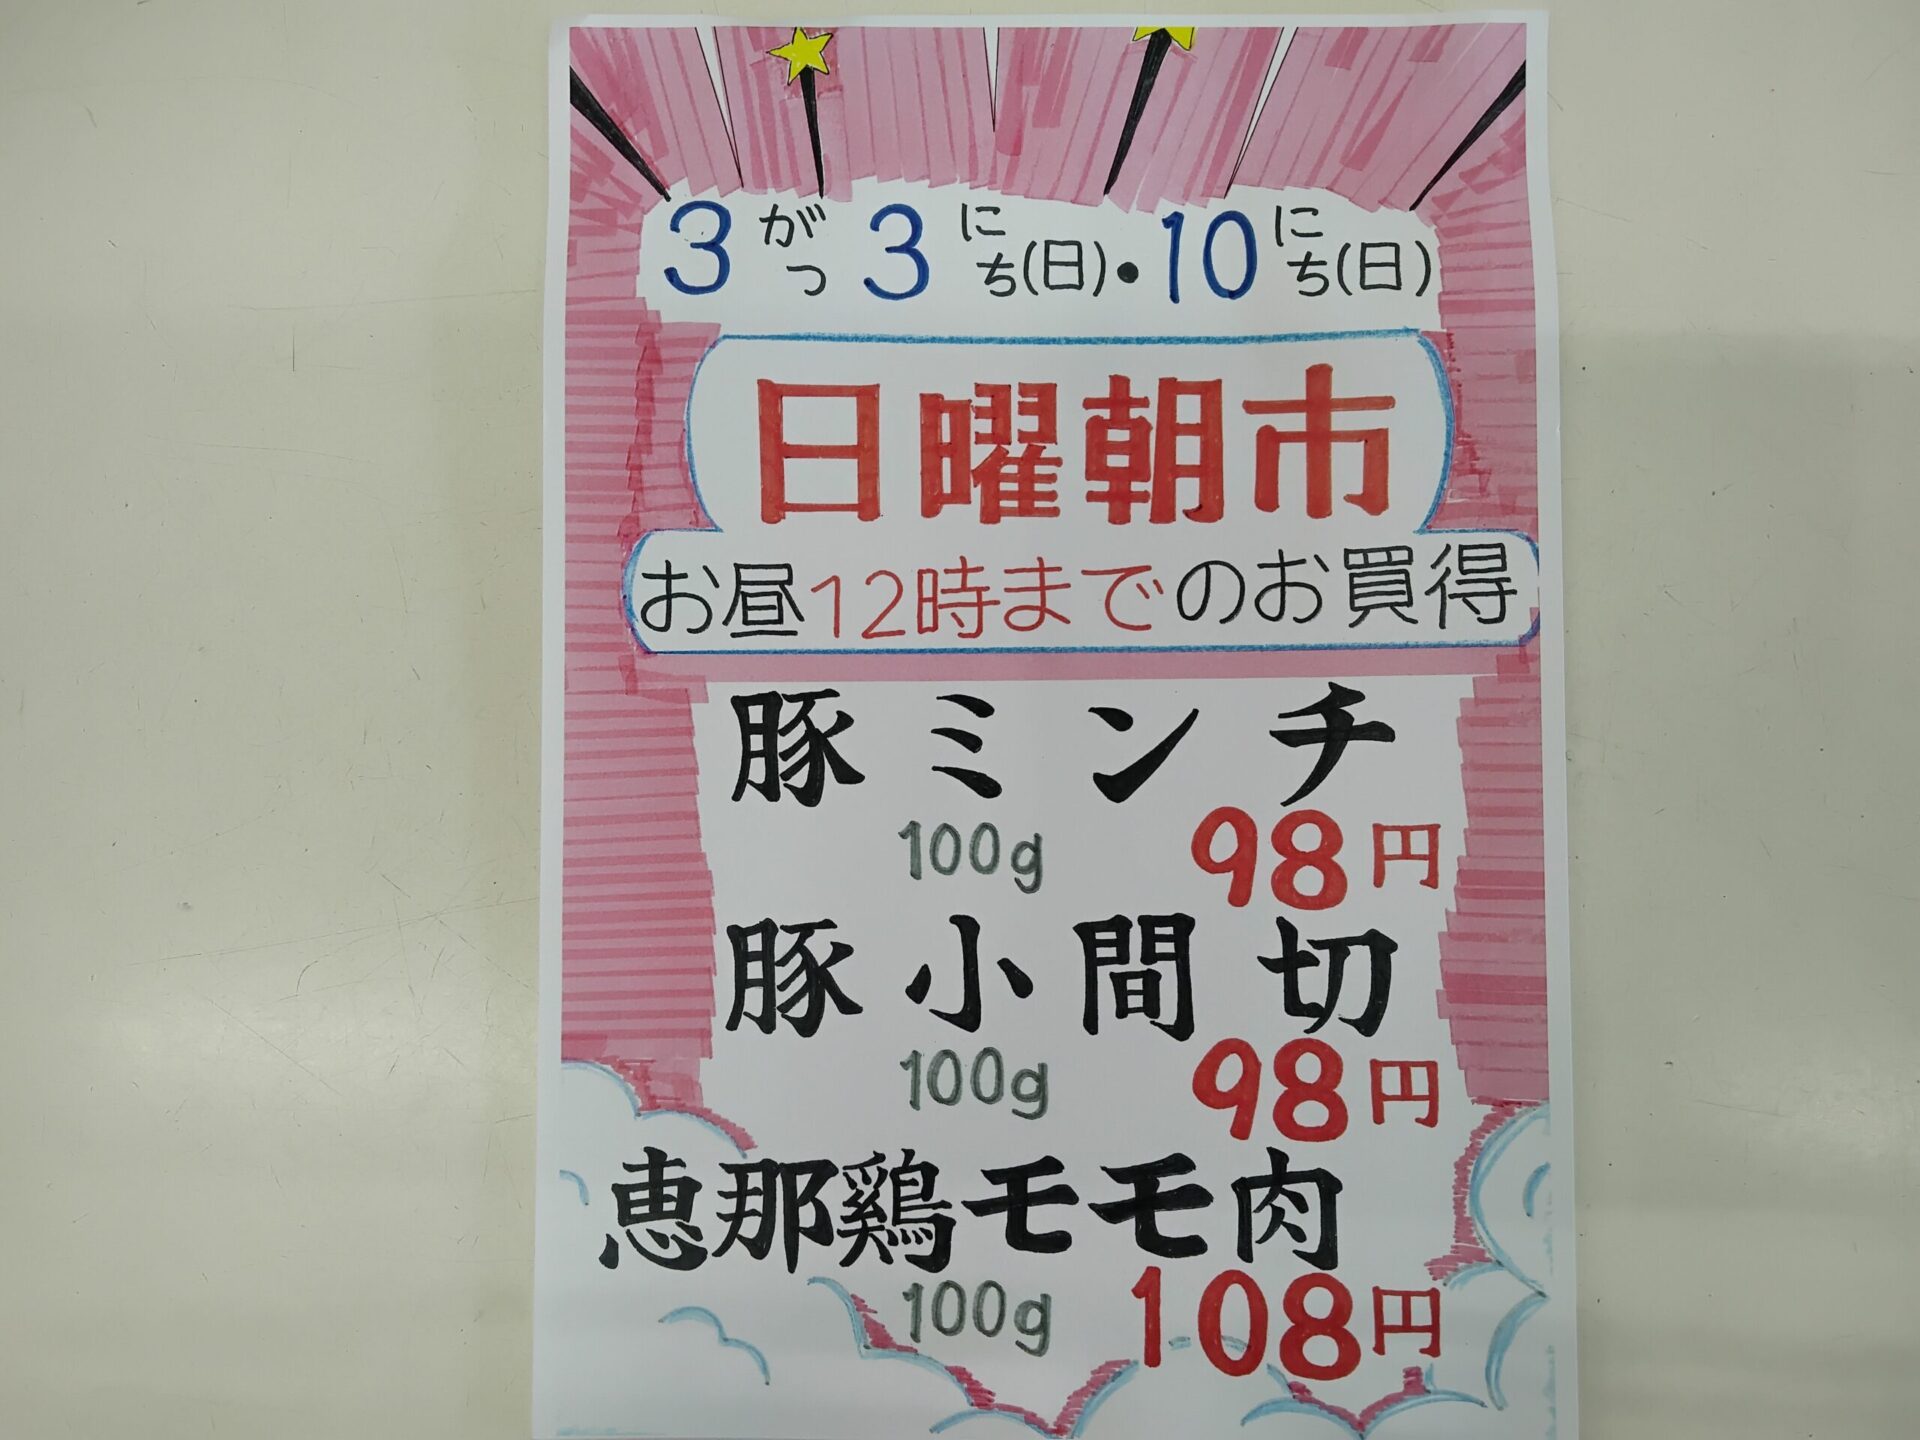 3がつ3にち(日)・10にち(日)
日曜朝市
お昼12時までのお買得
豚ミンチ
100g 98円
豚小間切
100g 98円
恵那鶏モモ肉
100g 108円